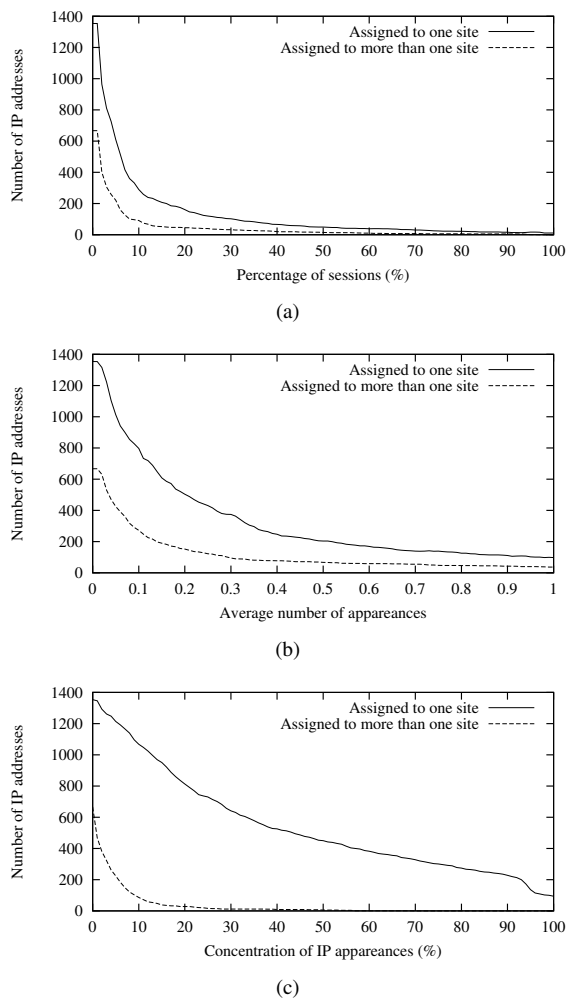 1400
1200
1000
800
600
400
200
0
Number of IP addresses
Assigned to one site
Assigned to more than one site
0 10 20 30 40 50 60 70 80 90 100
Percentage of sessions (%)
(a)
1400
1200
1000
800
600
400
200
0
Number of IP addresses
Assigned to one site
Assigned to more than one site
0 0.1 0.2 0.3 0.4 0.5 0.6 0.7 0.8 0.9 1
Average number of appareances
(b)
1400
1200
1000
800
600
400
200
0
Number of IP addresses
Assigned to one site
Assigned to more than one site
0 10 20 30 40 50 60 70 80 90 100
Concentration of IP appareances (%)
(c)